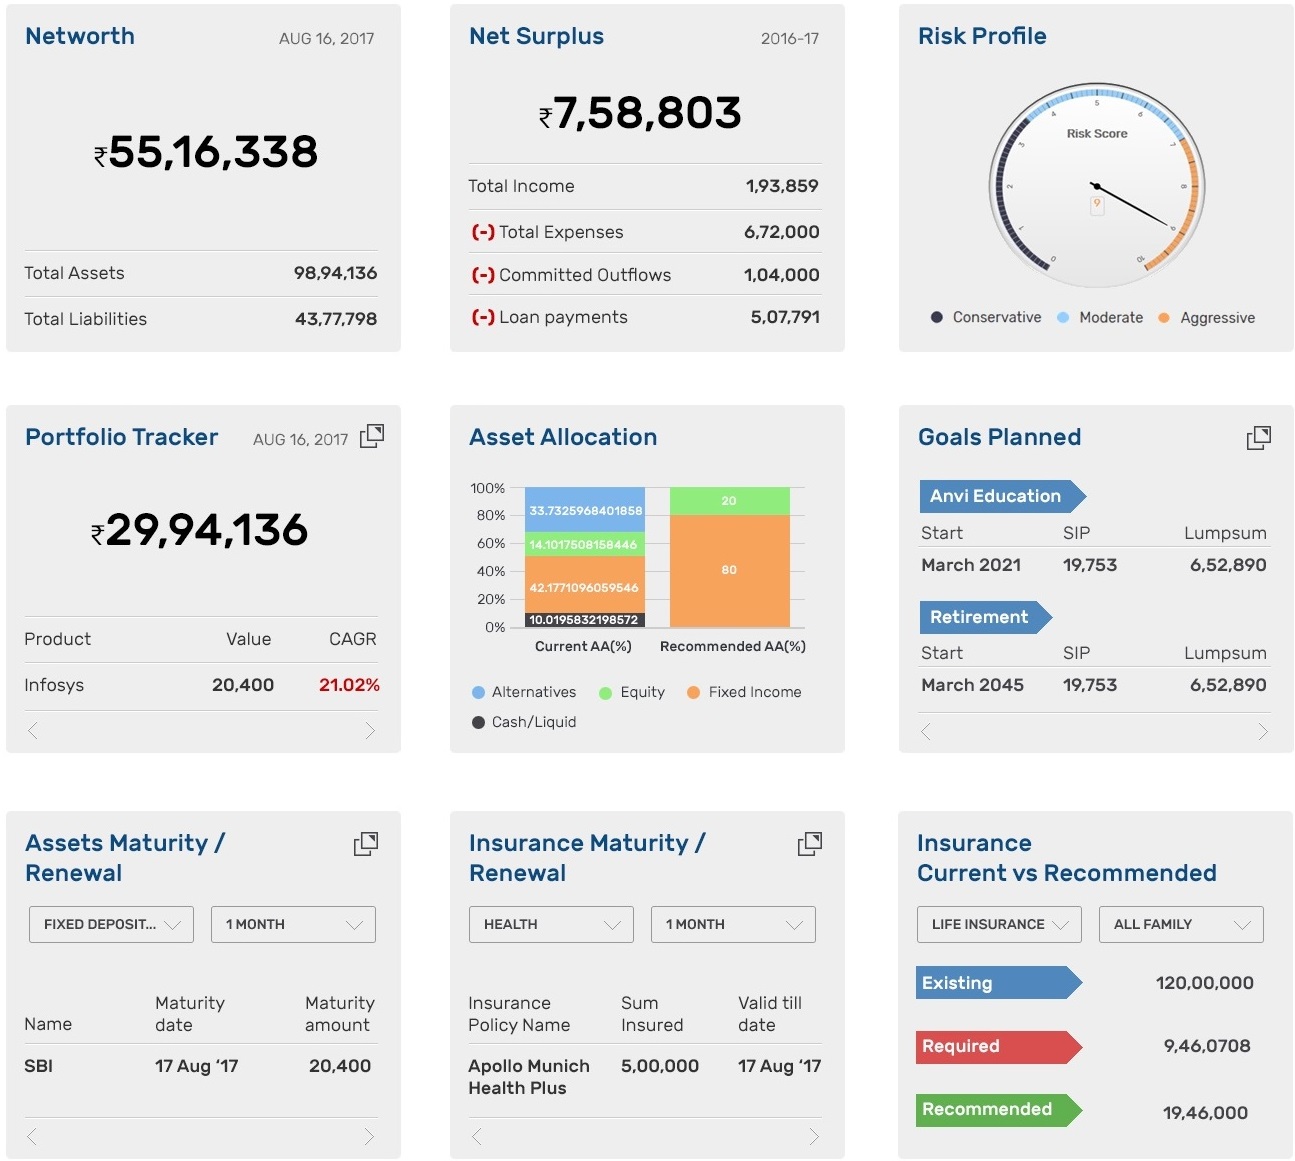 Networth AUG 16, 2017
₹55,16,338
Total Assets 98,94,136
Total Liabilities 43,77,798
Net Surplus 2016-17
₹7,58,803
Total Income 1,93,859
(-) Total Expenses 6,72,000
(-) Committed Outflows 1,04,000
(-) Loan payments 5,07,791
Risk Profile
0 1 2 3 4 5 6 7 8 9 10
Risk Score
9
Conservative Moderate Aggressive
Portfolio Tracker AUG 16, 2017
₹29,94,136
Product Value CAGR
Infosys 20,400 21.02%
Asset Allocation
100%
80%
60%
40%
20%
0%
33.7325968401858
14.1017508158446
42.1771096059546
10.0195832198572
20
80
Current AA(%) Recommended AA(%)
Alternatives Equity Fixed Income
Cash/Liquid
Goals Planned
Anvi Education
Start SIP Lumpsum
March 2021 19,753 6,52,890
Retirement
Start SIP Lumpsum
March 2045 19,753 6,52,890
Assets Maturity /
Renewal
FIXED DEPOSIT... 1 MONTH
Name Maturity date Maturity amount
SBI 17 Aug ‘17 20,400
Insurance Maturity /
Renewal
HEALTH 1 MONTH
Insurance Policy Name Sum Insured Valid till date
Apollo Munich Health Plus 5,00,000 17 Aug ‘17
Insurance
Current vs Recommended
LIFE INSURANCE ALL FAMILY
Existing 120,00,000
Required 9,46,0708
Recommended 19,46,000